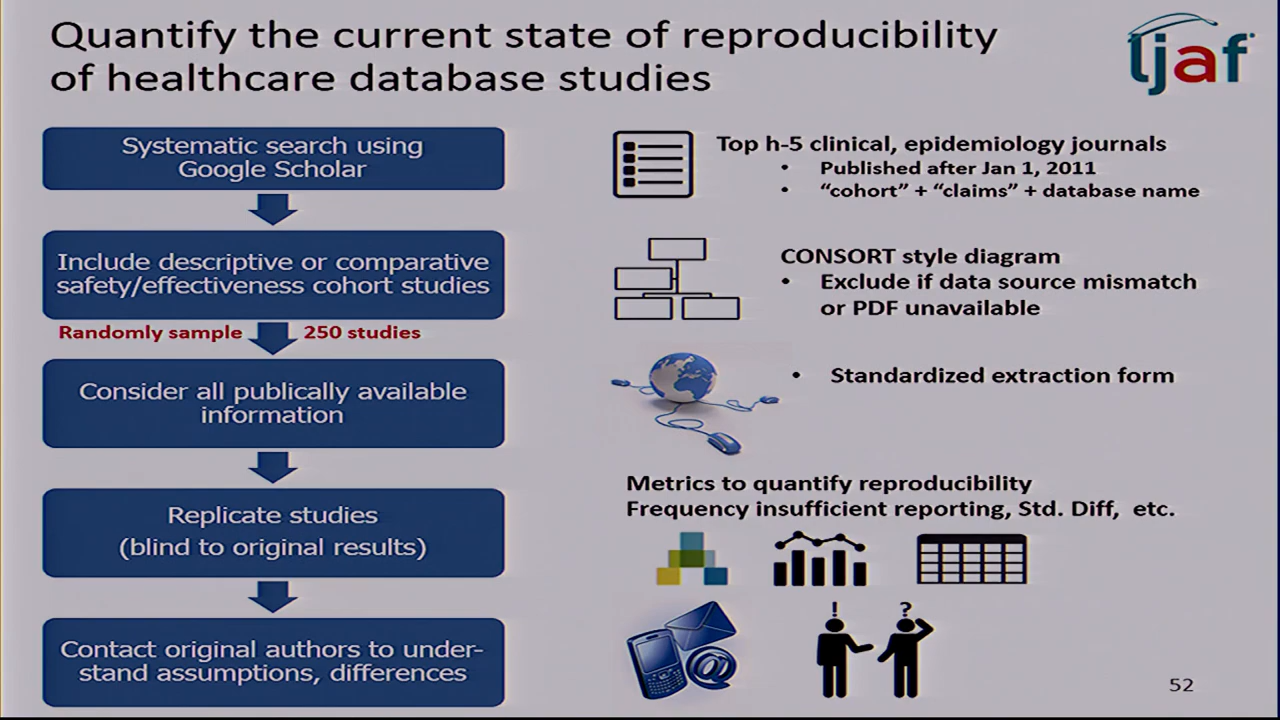 Quantify the current state of reproducibility
of healthcare database studies
ljaf
Systematic search using
Google Scholar
Top h-5 clinical, epidemiology journals
• Published after Jan 1, 2011
• “cohort” + “claims” + database name
Include descriptive or comparative
safety/effectiveness cohort studies
CONSORT style diagram
• Exclude if data source mismatch
or PDF unavailable
Randomly sample 250 studies
Consider all publically available
information
• Standardized extraction form
Replicate studies
(blind to original results)
Metrics to quantify reproducibility
Frequency insufficient reporting, Std. Diff, etc.
Contact original authors to under-
stand assumptions, differences
@
! ?
52